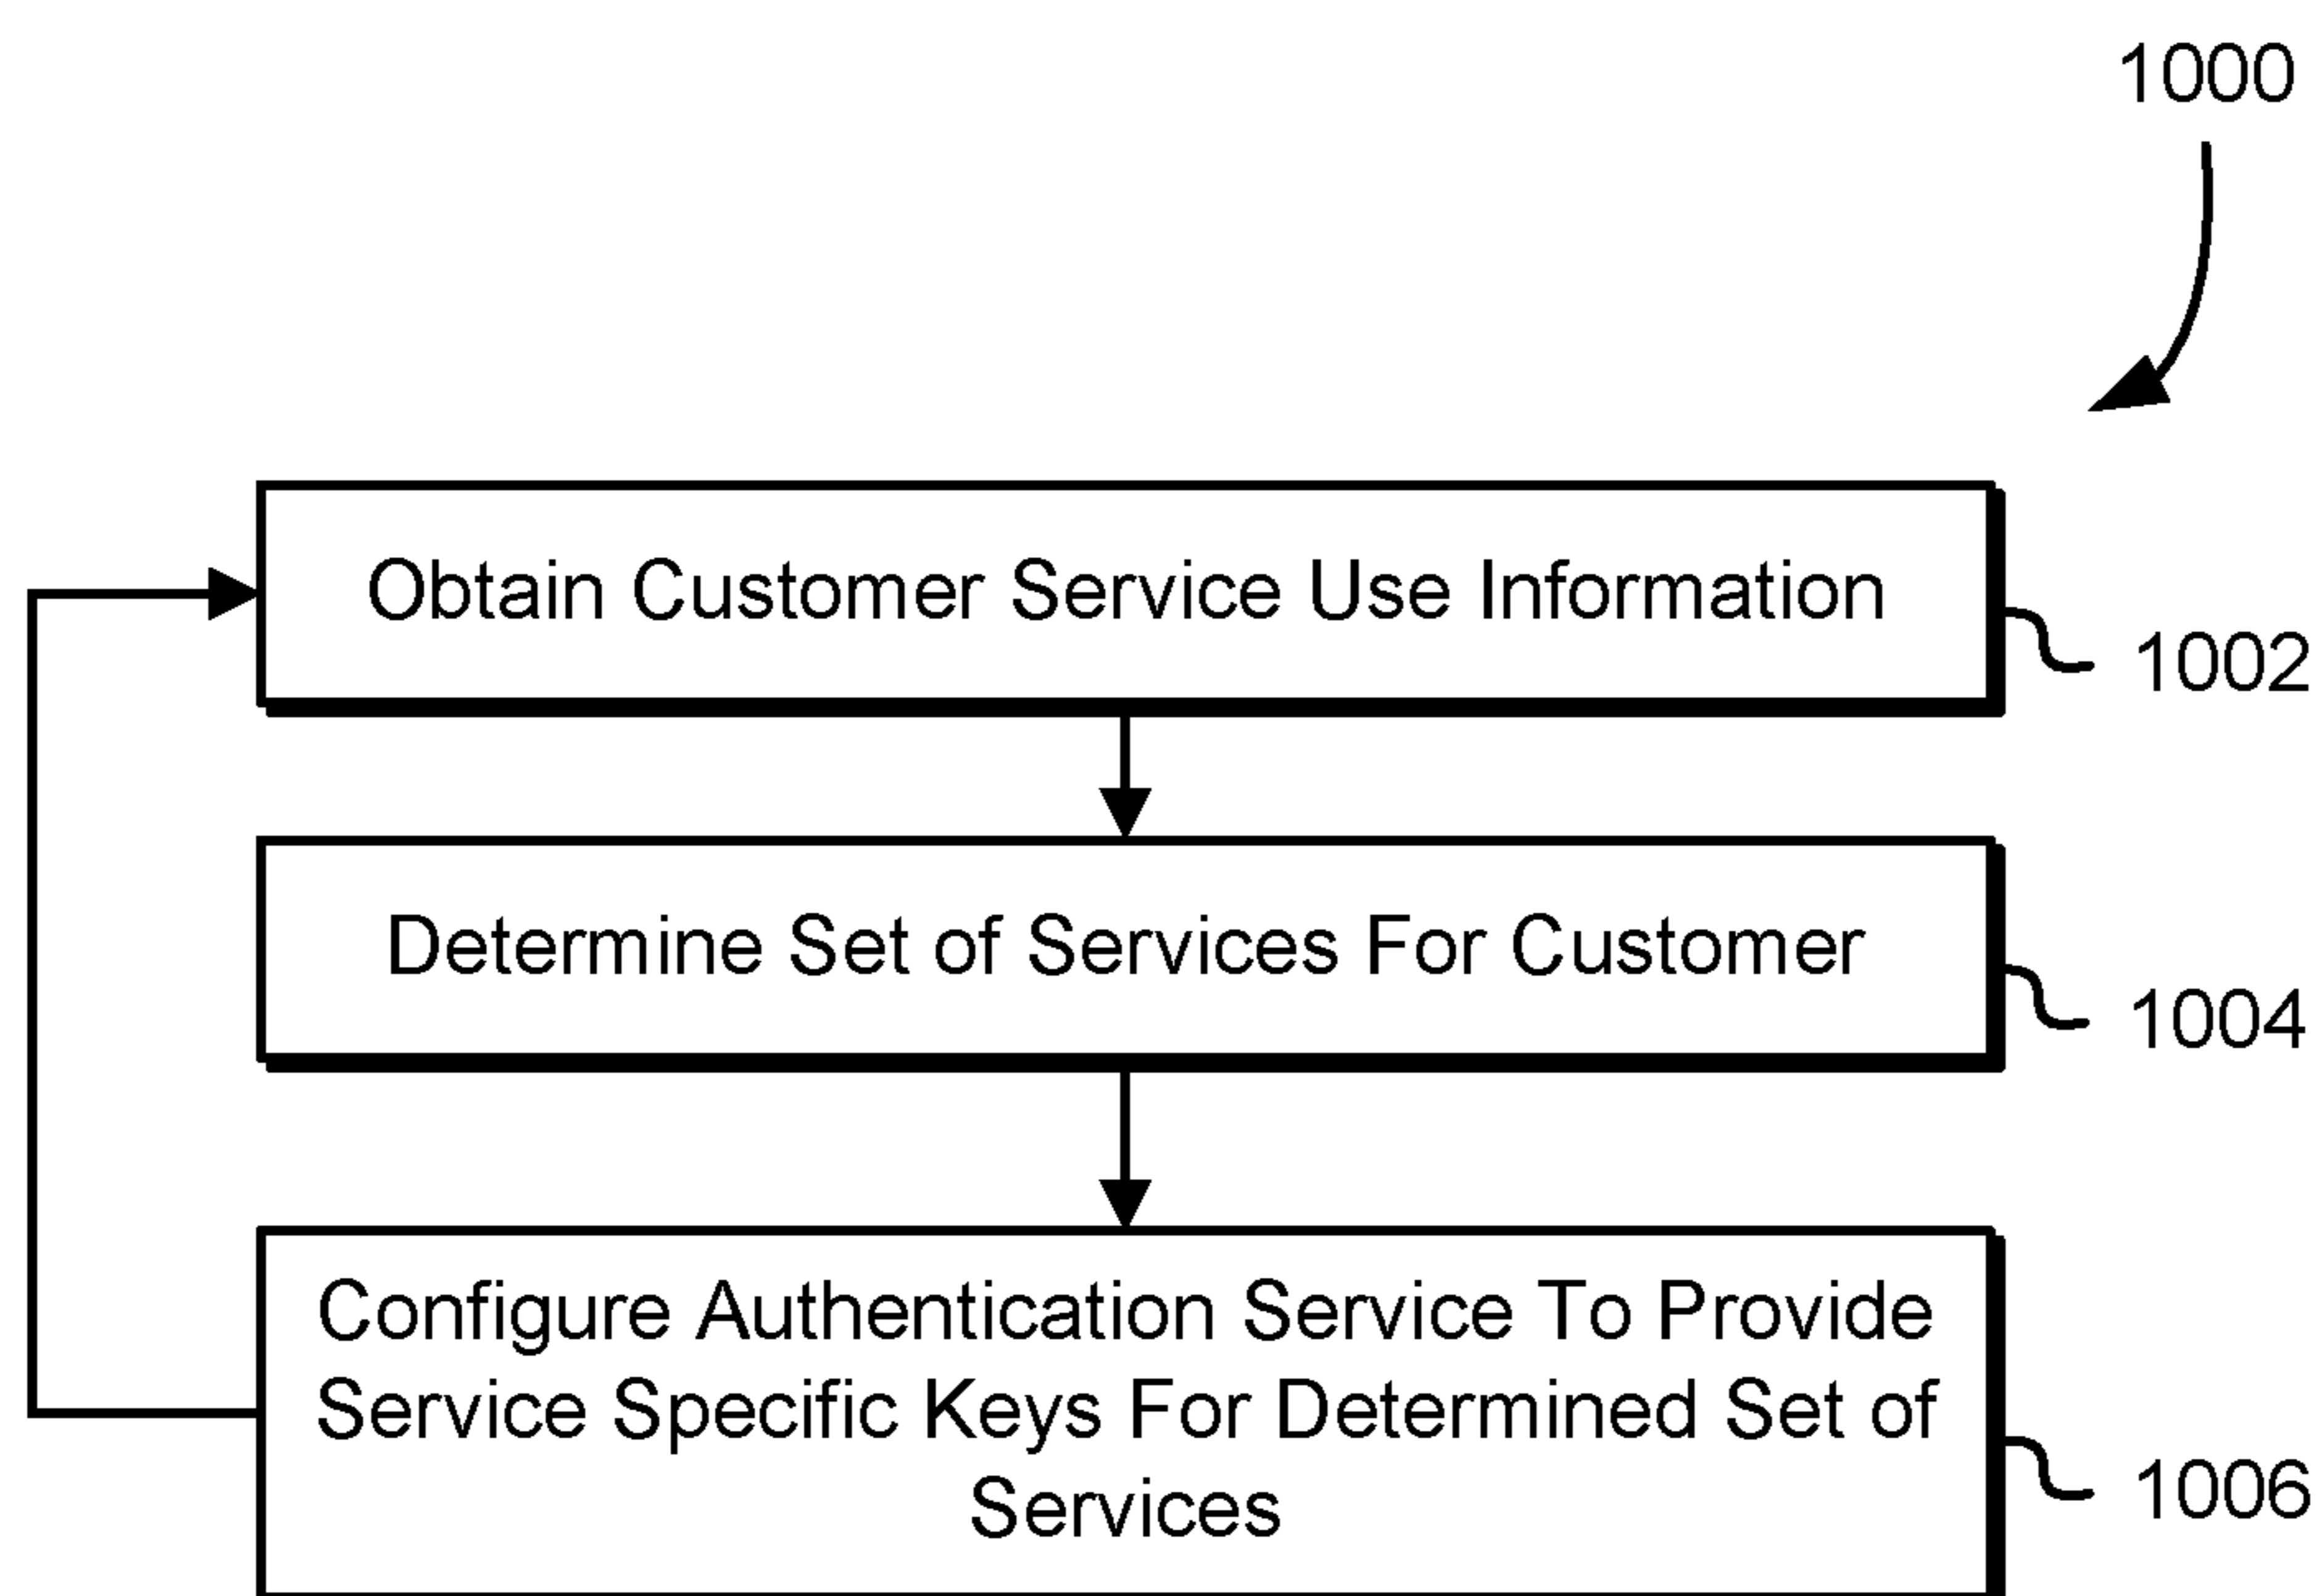 1000
Obtain Customer Service Use Information
1002
Determine Set of Services For Customer
1004
Configure Authentication Service To Provide
Service Specific Keys For Determined Set of
Services
1006